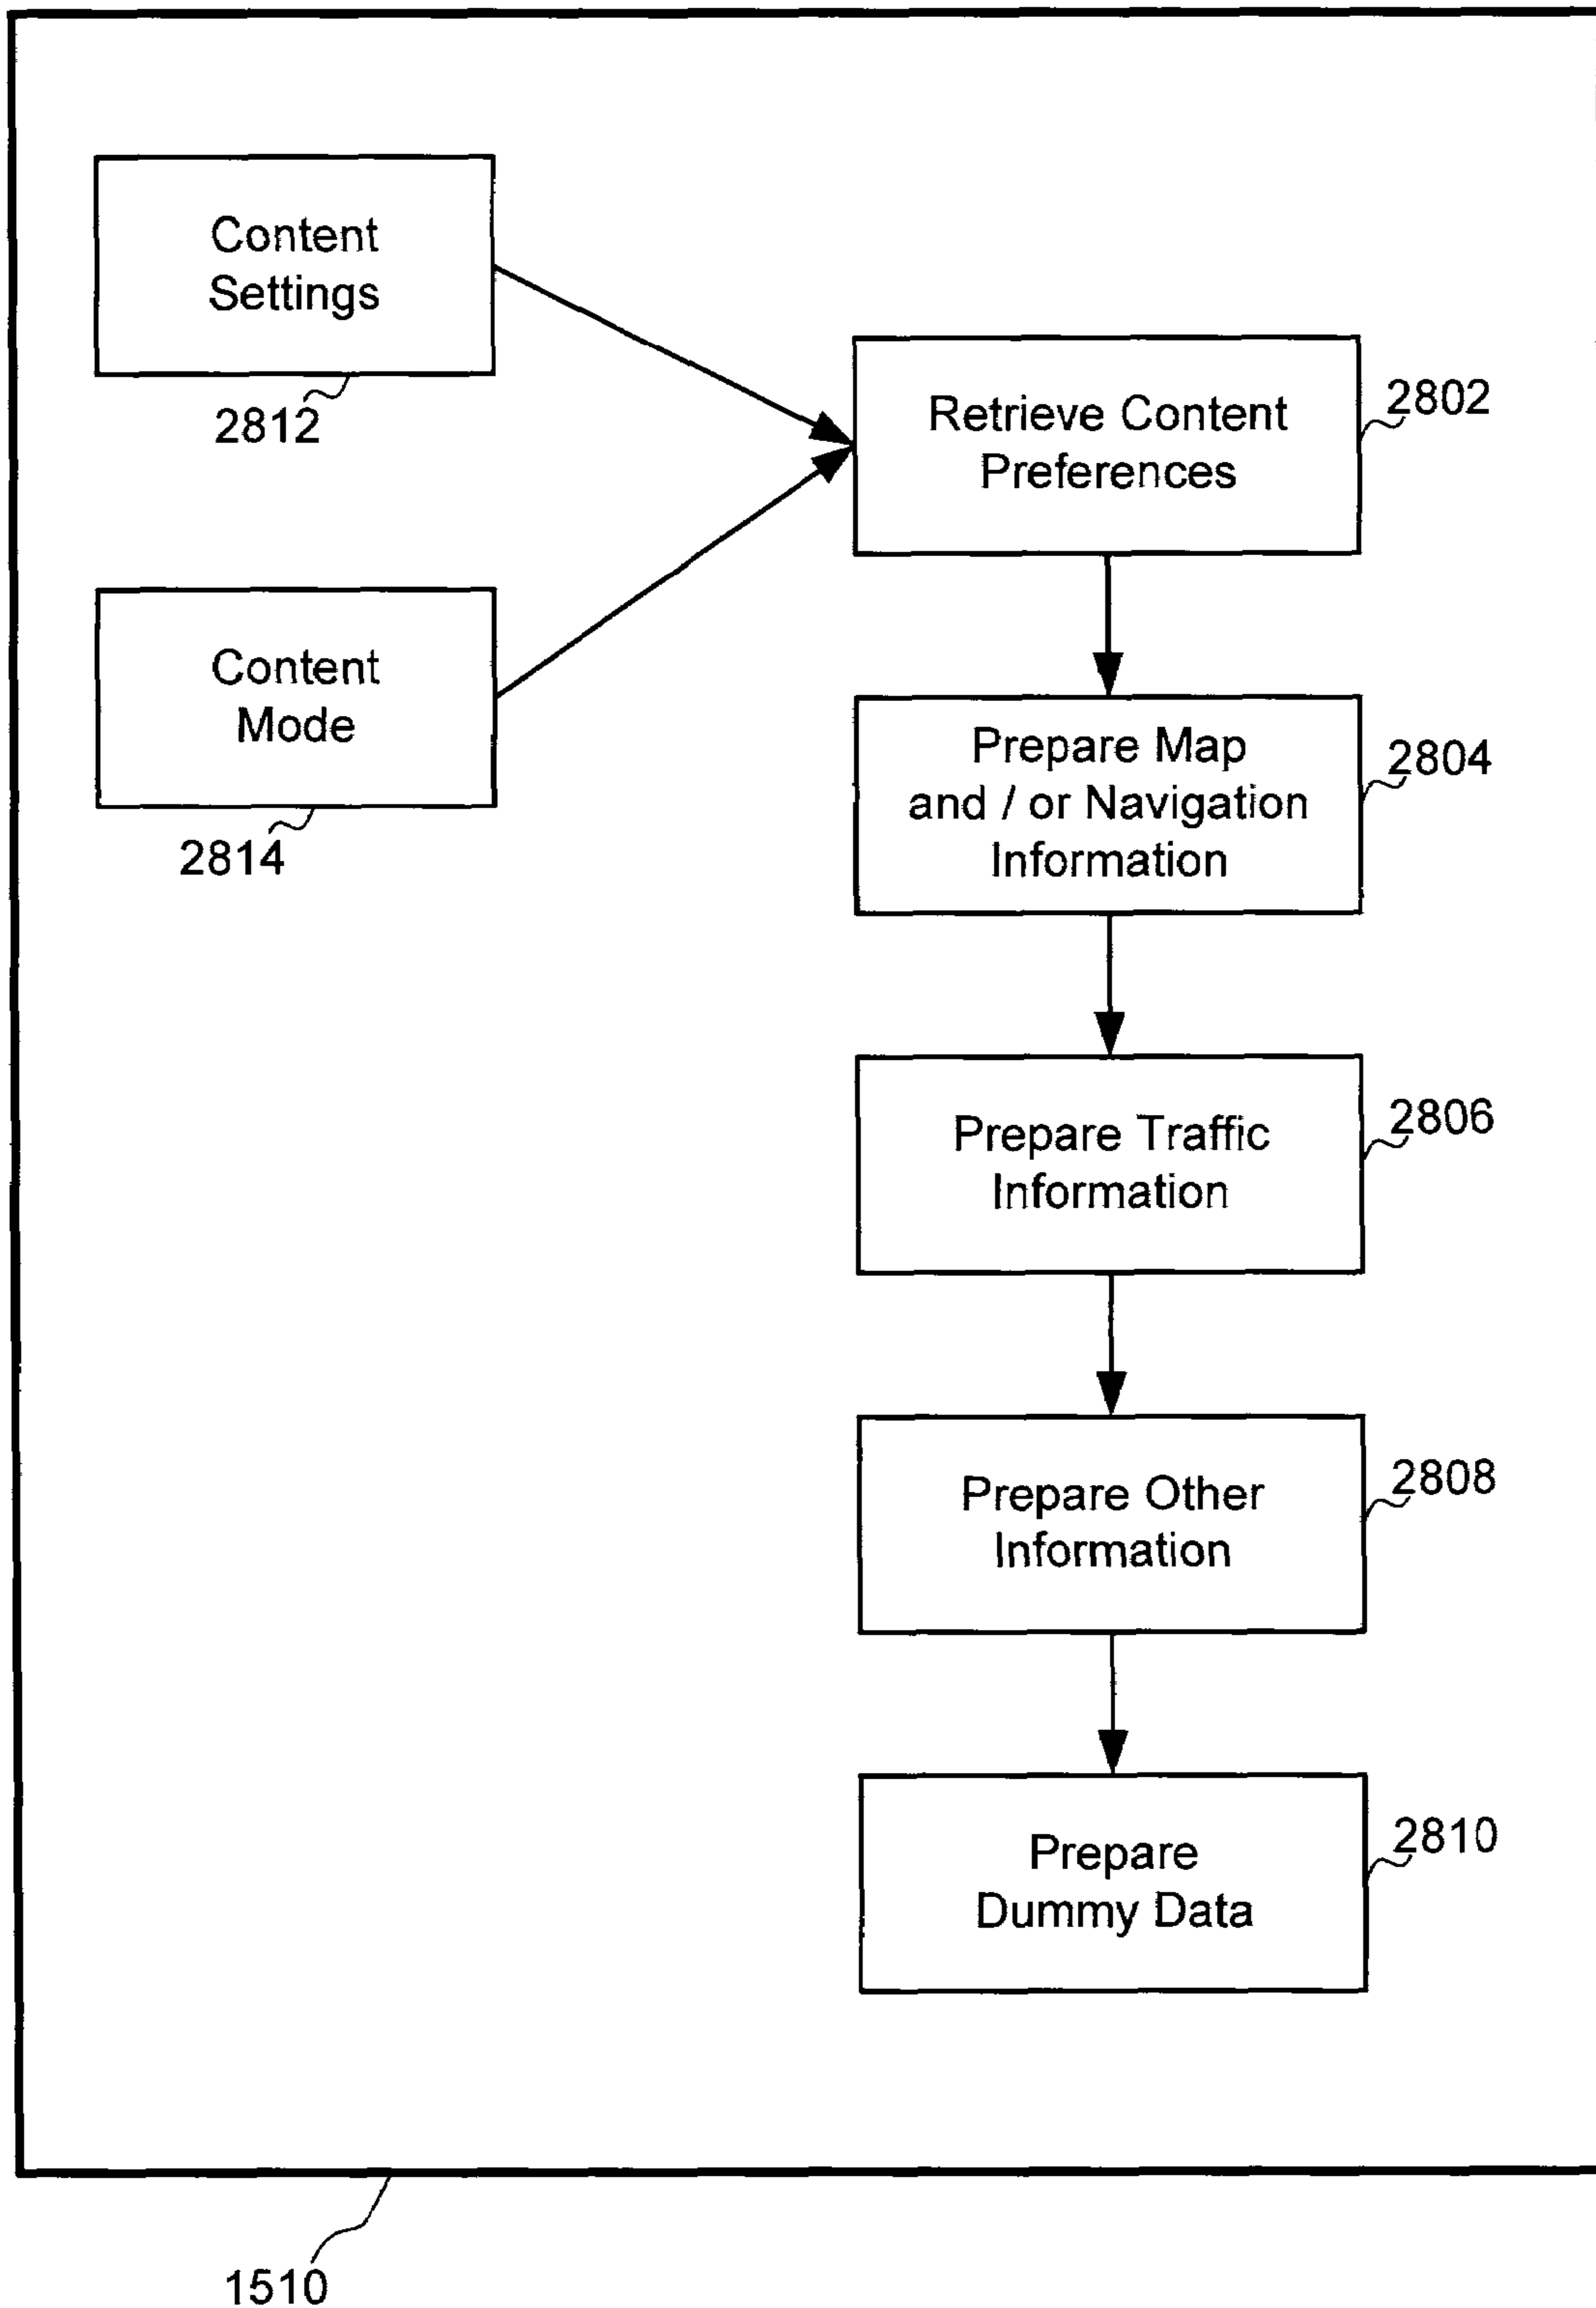 Content
Settings
2812
Content
Mode
2814
Retrieve Content
Preferences
2802
Prepare Map
and / or Navigation
Information
2804
Prepare Traffic
Information
2806
Prepare Other
Information
2808
Prepare
Dummy Data
2810
1510